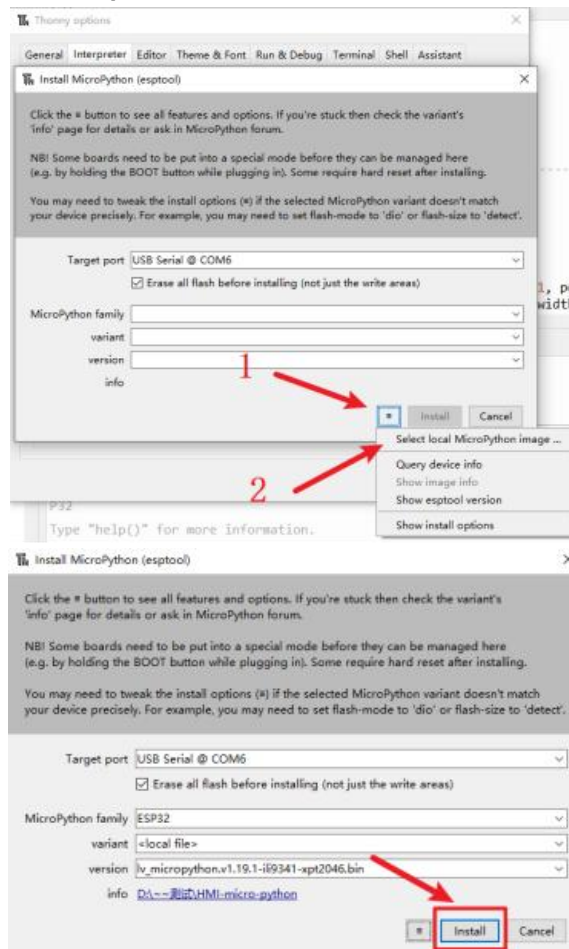 Thonny options
General Interpreter Editor Theme & Font Run & Debug Terminal Shell Assistant
Install MicroPython (esptool)
Click the ≡ button to see all features and options. If you're stuck then check the variant's
'info' page for details or ask in MicroPython forum.
NB! Some boards need to be put into a special mode before they can be managed here
(e.g. by holding the BOOT button while plugging in). Some require hard reset after installing.
You may need to tweak the install options (≡) if the selected MicroPython variant doesn't match
your device precisely. For example, you may need to set flash-mode to 'dio' or flash-size to 'detect'.
Target port USB Serial @ COM6
Erase all flash before installing (not just the write areas)
MicroPython family
variant
version
info
1
≡ Install Cancel
Select local MicroPython image ...
2
Query device info
Show image info
Show esptool version
Show install options
P32
Type "help()" for more information.
Install MicroPython (esptool)
Click the ≡ button to see all features and options. If you're stuck then check the variant's
'info' page for details or ask in MicroPython forum.
NB! Some boards need to be put into a special mode before they can be managed here
(e.g. by holding the BOOT button while plugging in). Some require hard reset after installing.
You may need to tweak the install options (≡) if the selected MicroPython variant doesn't match
your device precisely. For example, you may need to set flash-mode to 'dio' or flash-size to 'detect'.
Target port USB Serial @ COM6
Erase all flash before installing (not just the write areas)
MicroPython family ESP32
variant <local file>
version lv_micropython.v1.19.1-ili9341-xpt2046.bin
info D:\~~测试\HMI-micro-python
≡ Install Cancel